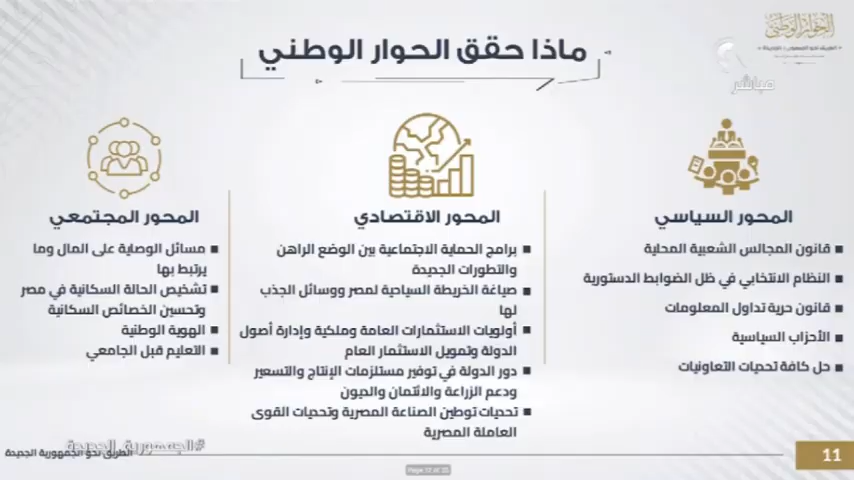 الحوار الوطني
ماذا حقق الحوار الوطني
مباشر
المحور السياسي
قانون المجالس الشعبية المحلية
النظام الانتخابي في ظل الضوابط الدستورية
قانون حرية تداول المعلومات
الأحزاب السياسية
حل كافة تحديات التعاونيات
المحور الاقتصادي
برامج الحماية الاجتماعية بين الوضع الراهن
والتطورات الجديدة
صياغة الخريطة السياحية لمصر ووسائل الجذب
لها
أولويات الاستثمارات العامة وملكية وإدارة أصول
الدولة وتمويل الاستثمار العام
دور الدولة في توفير مستلزمات الإنتاج والتسعير
ودعم الزراعة والائتمان والديون
تحديات توطين الصناعة المصرية وتحديات القوى
العاملة المصرية
المحور المجتمعي
مسائل الوصاية على المال وما
يرتبط بها
تشخيص الحالة السكانية في مصر
وتحسين الخصائص السكانية
الهوية الوطنية
التعليم قبل الجامعي
#الجمهورية_الجديدة
الطريق نحو الجمهورية الجديدة
11